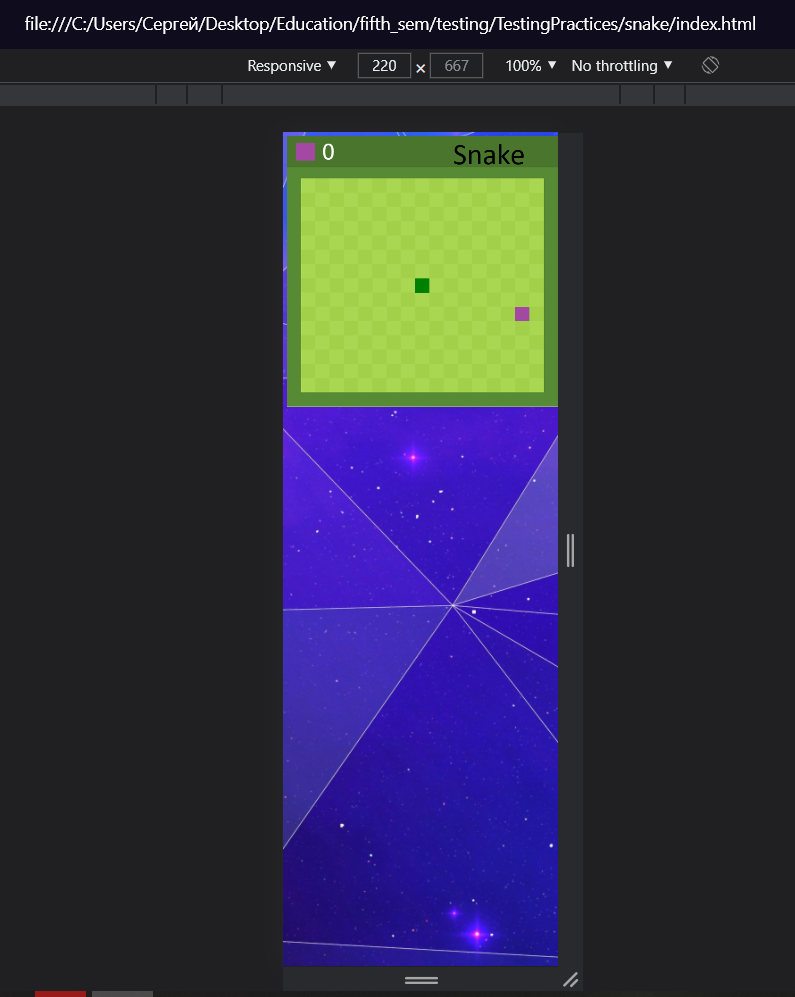 file:///C:/Users/Сергей/Desktop/Education/fifth_sem/testing/TestingPractices/snake/index.html
Responsive ▼ 220 × 667 100% ▼ No throttling ▼
0 Snake